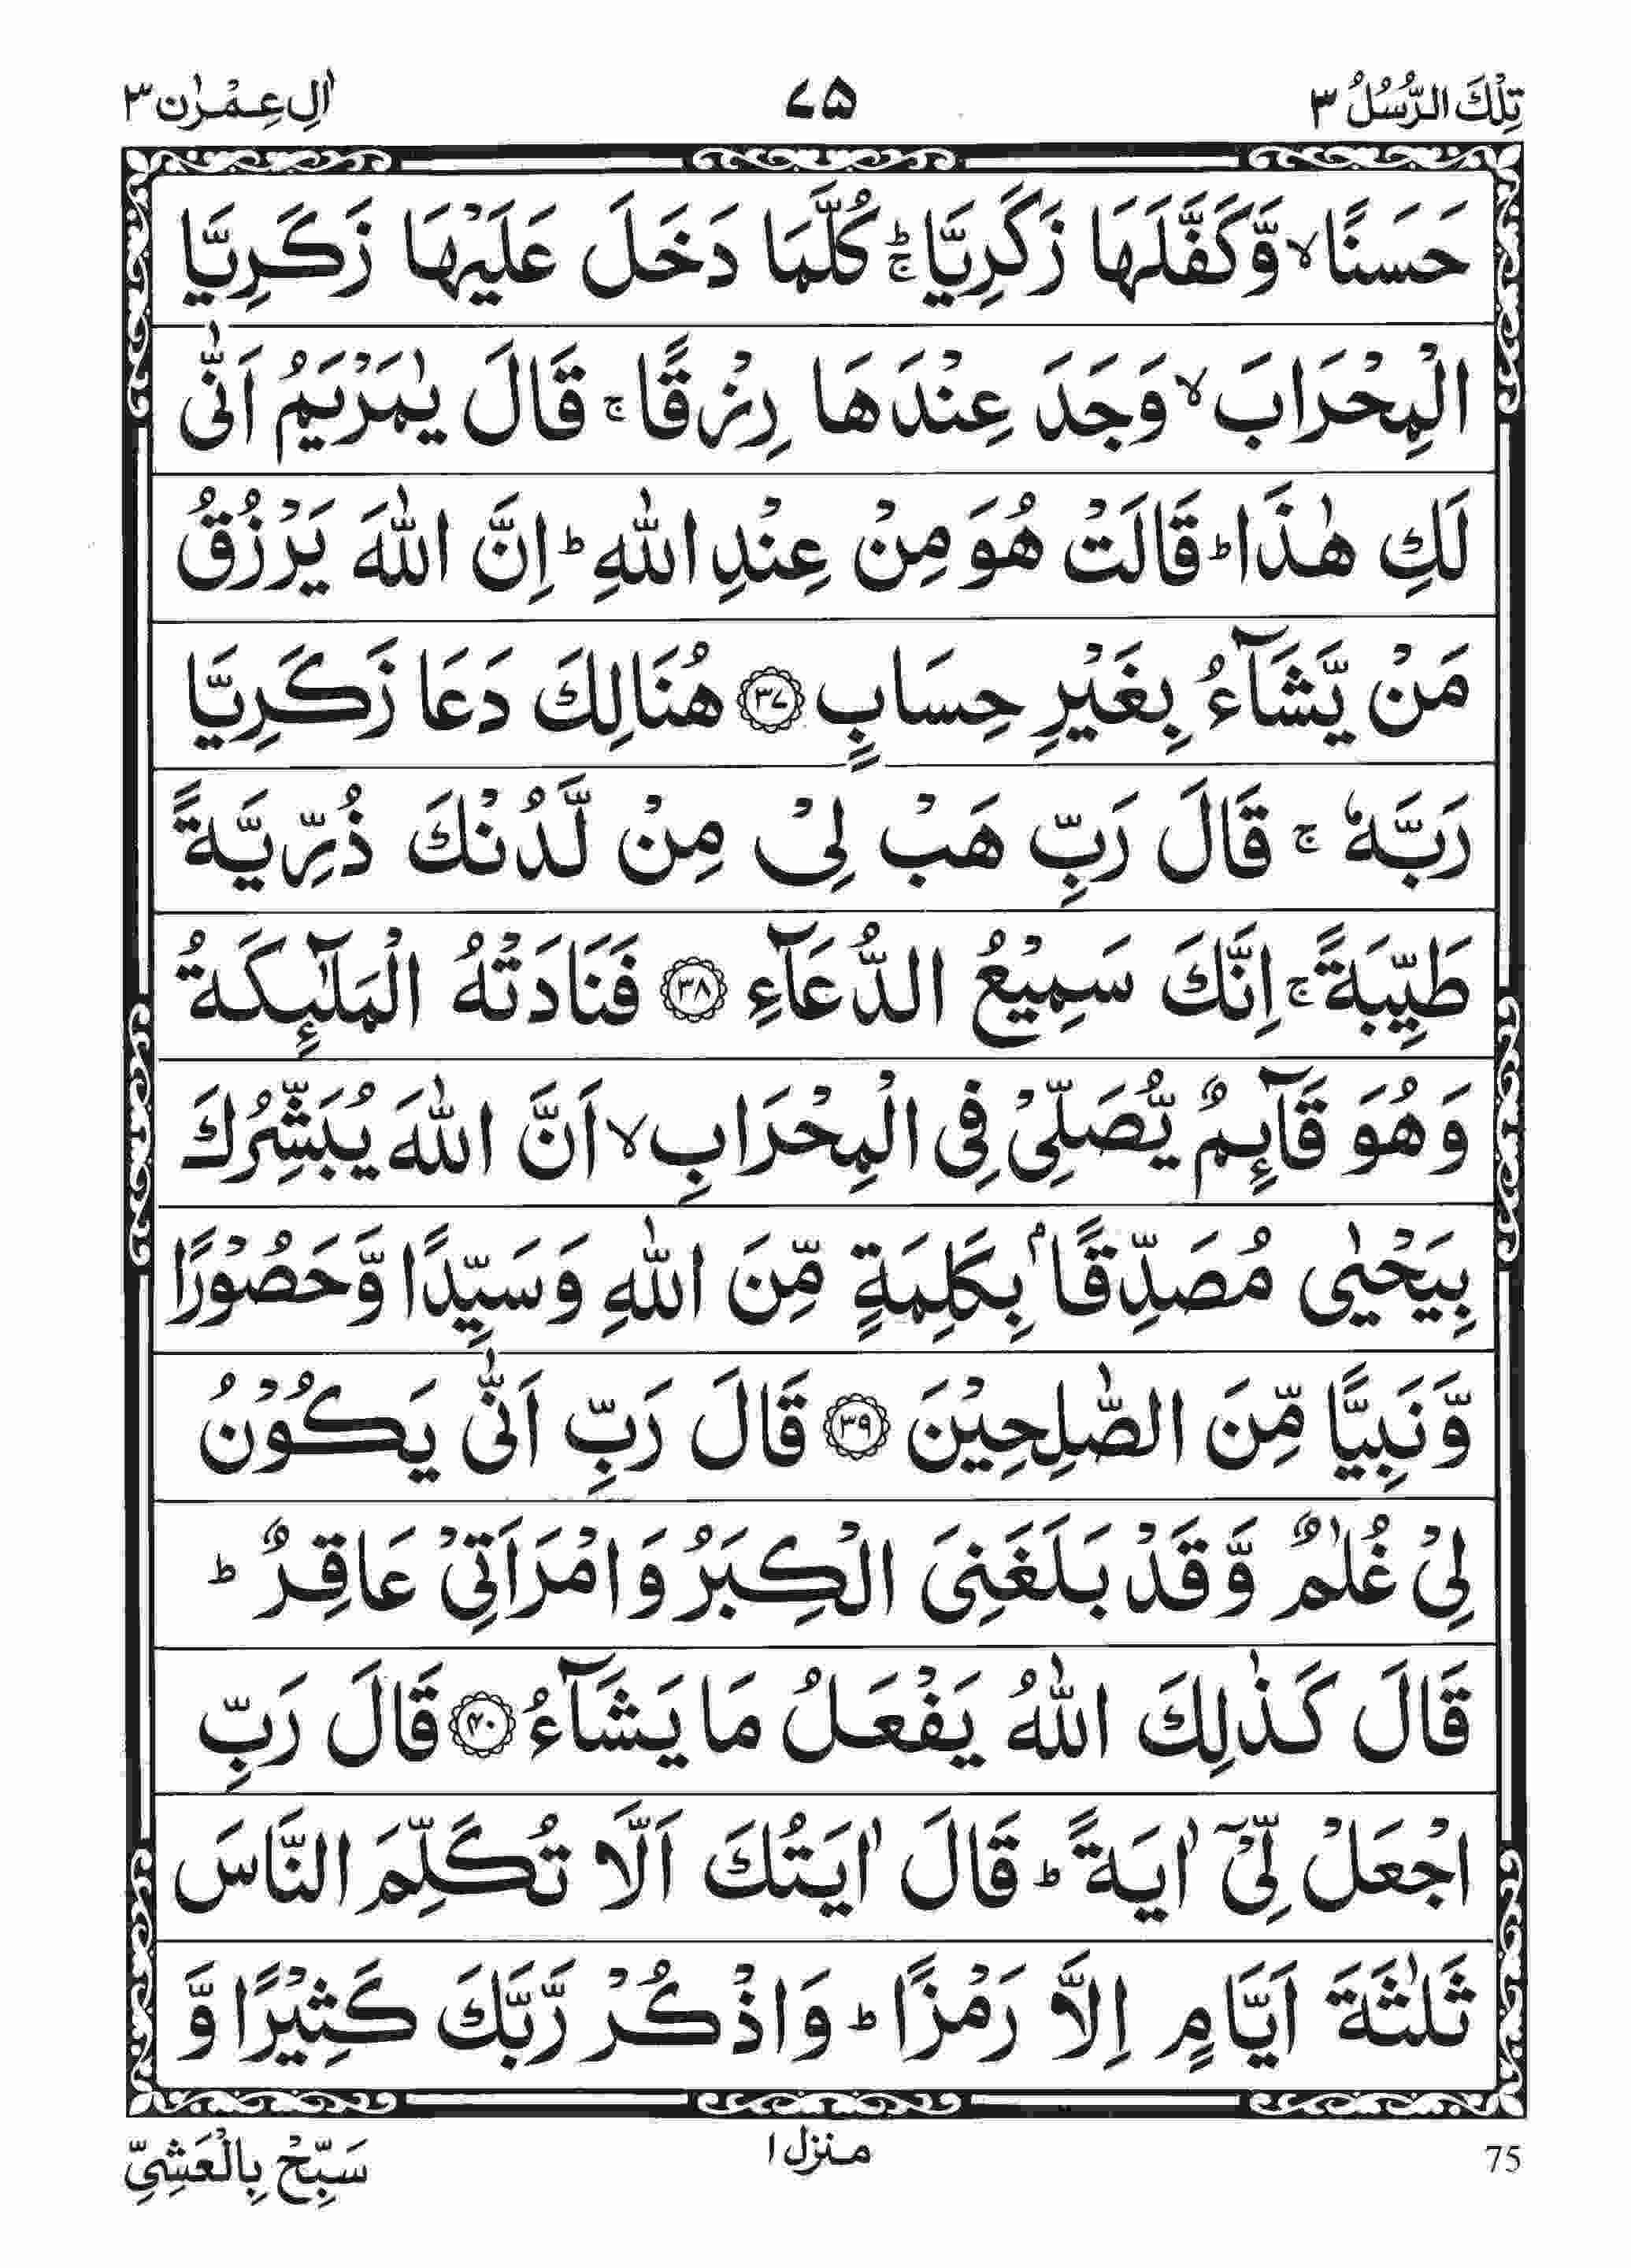 تِلْكَ الرُّسُلُ ٣
٧٥
اٰلِ عِمْرٰن ٣
حَسَنًا ۙ وَّكَفَّلَهَا زَكَرِيَّا ۚؕ كُلَّمَا دَخَلَ عَلَيْهَا زَكَرِيَّا
الْمِحْرَابَ ۙ وَجَدَ عِنْدَهَا رِزْقًا ۚ قَالَ يٰمَرْيَمُ اَنّٰى
لَكِ هٰذَا ؕ قَالَتْ هُوَ مِنْ عِنْدِ اللّٰهِ ؕ اِنَّ اللّٰهَ يَرْزُقُ
مَنْ يَّشَآءُ بِغَيْرِ حِسَابٍ ﴿٣٧﴾ هُنَالِكَ دَعَا زَكَرِيَّا
رَبَّهٗ ۚ قَالَ رَبِّ هَبْ لِىْ مِنْ لَّدُنْكَ ذُرِّيَّةً
طَيِّبَةً ۚ اِنَّكَ سَمِيْعُ الدُّعَآءِ ﴿٣٨﴾ فَنَادَتْهُ الْمَلٰٓئِكَةُ
وَهُوَ قَآئِمٌ يُّصَلِّىْ فِى الْمِحْرَابِ ۙ اَنَّ اللّٰهَ يُبَشِّرُكَ
بِيَحْيٰى مُصَدِّقًاۢ بِكَلِمَةٍ مِّنَ اللّٰهِ وَسَيِّدًا وَّحَصُوْرًا
وَّنَبِيًّا مِّنَ الصّٰلِحِيْنَ ﴿٣٩﴾ قَالَ رَبِّ اَنّٰى يَكُوْنُ
لِىْ غُلٰمٌ وَّقَدْ بَلَغَنِىَ الْكِبَرُ وَامْرَاَتِىْ عَاقِرٌ ؕ
قَالَ كَذٰلِكَ اللّٰهُ يَفْعَلُ مَا يَشَآءُ ﴿٤٠﴾ قَالَ رَبِّ
اجْعَلْ لِّىْٓ اٰيَةً ؕ قَالَ اٰيَتُكَ اَلَّا تُكَلِّمَ النَّاسَ
ثَلٰثَةَ اَيَّامٍ اِلَّا رَمْزًا ؕ وَاذْكُرْ رَّبَّكَ كَثِيْرًا وَّ
75
منزل ١
سَبِّحْ بِالْعَشِىِّ